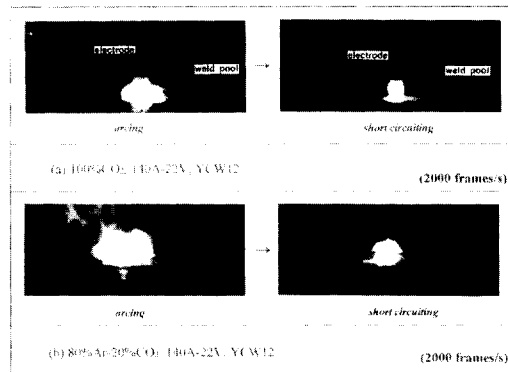 electrode
weld pool
→
electrode
weld pool
arcing
short circuiting
(a) 100%CO₂, 140A-22V, YCW12
(2000 frames/s)
→
arcing
short circuiting
(b) 80%Ar-20%CO₂, 140A-22V, YCW12
(2000 frames/s)